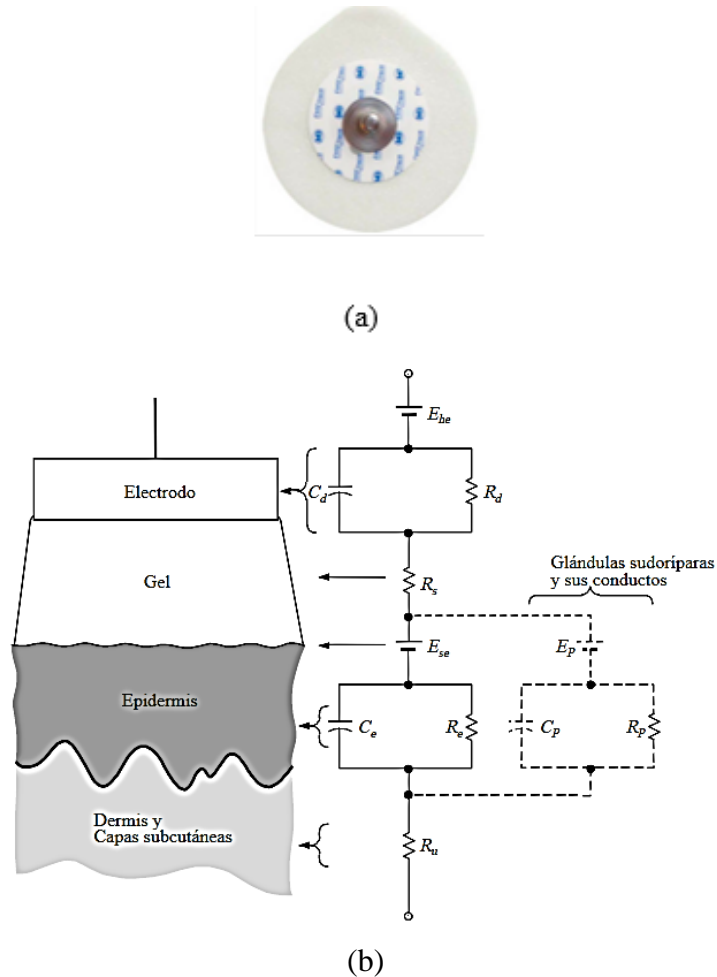 (a)
E_he
Electrodo
C_d
R_d
Glándulas sudoríparas
y sus conductos
Gel
R_s
E_se
E_P
Epidermis
C_e
R_e
C_p
R_P
Dermis y
Capas subcutáneas
R_u
(b)